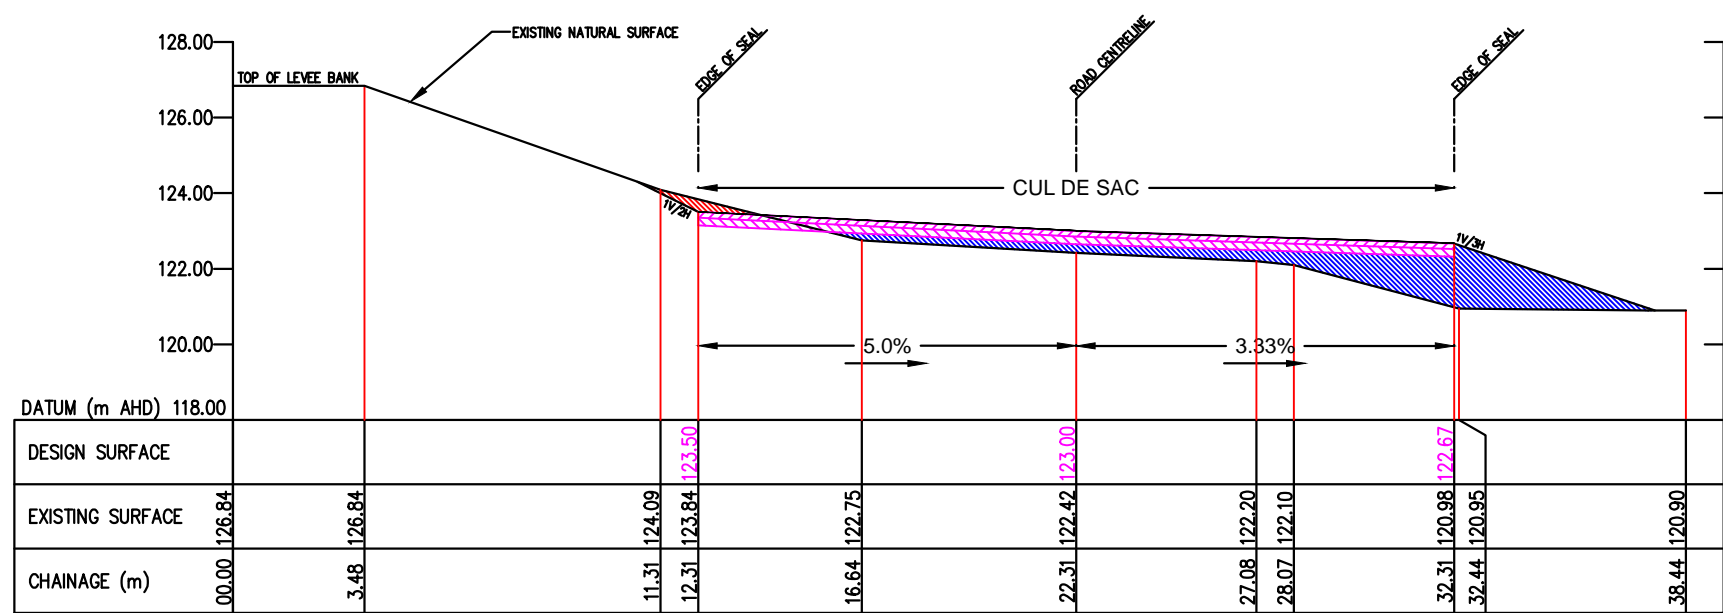 EXISTING NATURAL SURFACE
EDGE OF SEAL
ROAD CENTRELINE
EDGE OF SEAL
128.00
TOP OF LEVEE BANK
126.00
124.00
CUL DE SAC
1V/2H
1V/3H
122.00
120.00
5.0%
3.33%
DATUM (m AHD) 118.00
DESIGN SURFACE 123.50 123.00 122.67
EXISTING SURFACE 126.84 126.84 124.09 123.84 122.75 122.42 122.20 122.10 120.98 120.95 120.90
CHAINAGE (m) 00.00 3.48 11.31 12.31 16.64 22.31 27.08 28.07 32.31 32.44 38.44